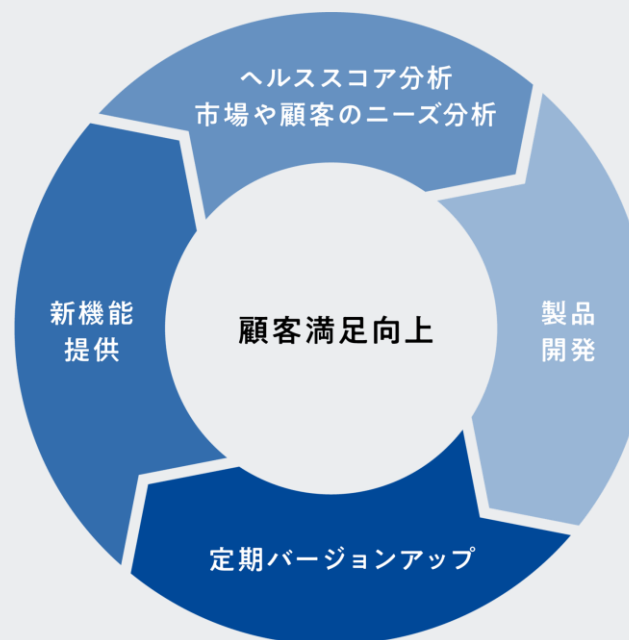 ヘルススコア分析
市場や顧客のニーズ分析
製品
開発
定期バージョンアップ
新機能
提供
顧客満足向上